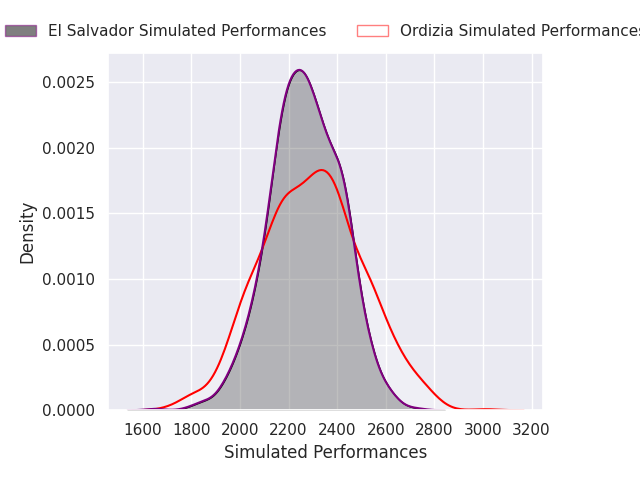 El Salvador Simulated Performances
Ordizia Simulated Performances
0.0025
0.0020
0.0015
0.0010
0.0005
0.0000
Density
1600 1800 2000 2200 2400 2600 2800 3000 3200
Simulated Performances